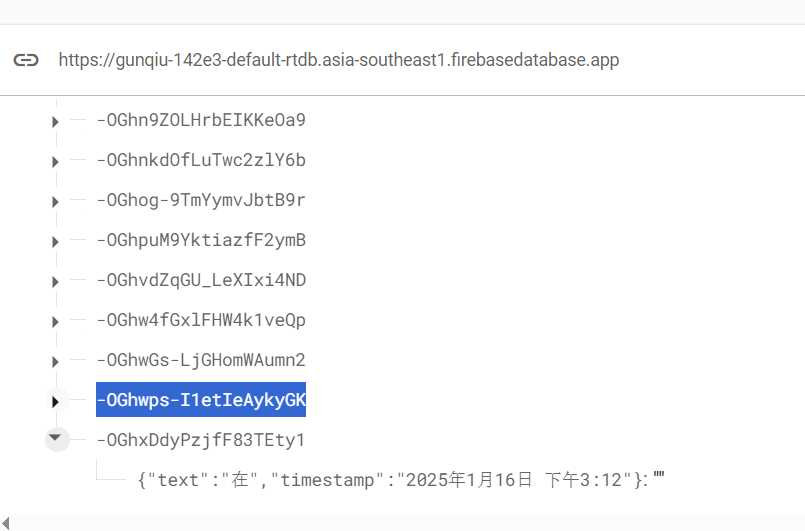 https://gunqiu-142e3-default-rtdb.asia-southeast1.firebasedatabase.app
-OGhn9ZOLHrbEIKKeOa9
-OGhnkdOfLuTwc2zlY6b
-OGhog-9TmYymvJbtB9r
-OGhpuM9YktiazfF2ymB
-OGhvdZqGU_LeXIxi4ND
-OGhw4fGxlFHW4k1veQp
-OGhwGs-LjGHomWAumn2
-OGhwps-I1etIeAykyGK
-OGhxDdyPzjfF83TEty1
{"text":"在","timestamp":"2025年1月16日 下午3:12"}: ""